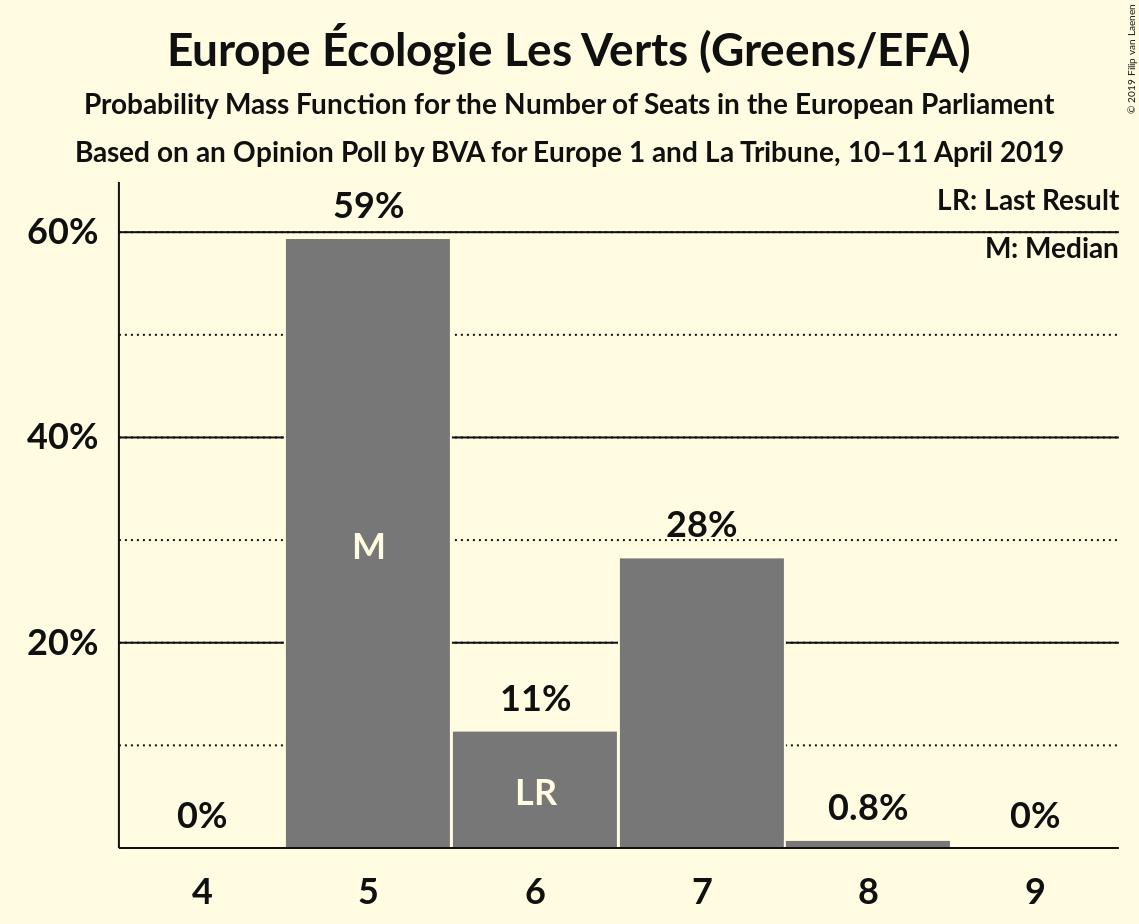 Europe Écologie Les Verts (Greens/EFA)
Probability Mass Function for the Number of Seats in the European Parliament
Based on an Opinion Poll by BVA for Europe 1 and La Tribune, 10–11 April 2019
© 2019 Filip van Laenen
LR: Last Result
M: Median
60%
40%
20%
59%
28%
11%
0%
0.8%
0%
M
LR
4 5 6 7 8 9